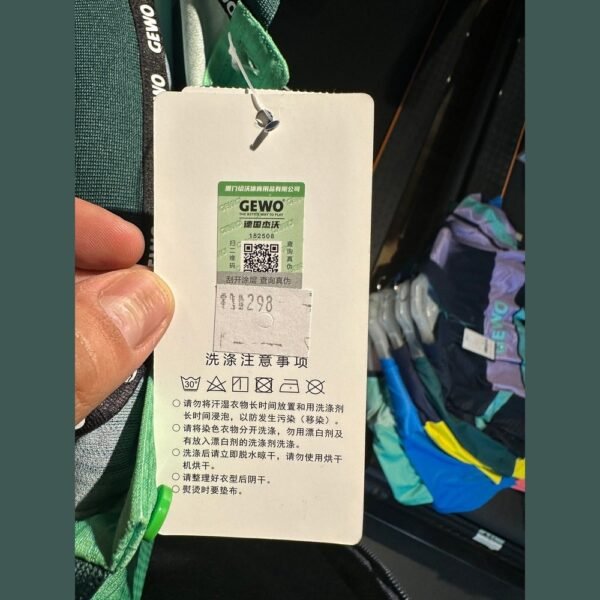 GEWO
GEWO
厦门动沃体育用品有限公司
GEWO
THE BETTER WAY TO PLAY
德国杰沃
182508
扫二维码
查询真伪
刮开涂层 查询真伪
298
洗涤注意事项
30°
○ 请勿将汗湿衣物长时间放置和用洗涤剂
长时间浸泡，以防发生污染（移染）。
○ 请将染色衣物分开洗涤，勿用漂白剂及
有放入漂白剂的洗涤剂洗涤。
○ 洗涤后请立即脱水晾干，请勿使用烘干
机烘干。
○ 请整理好衣型后阴干。
○ 熨烫时要垫布。
GEWO